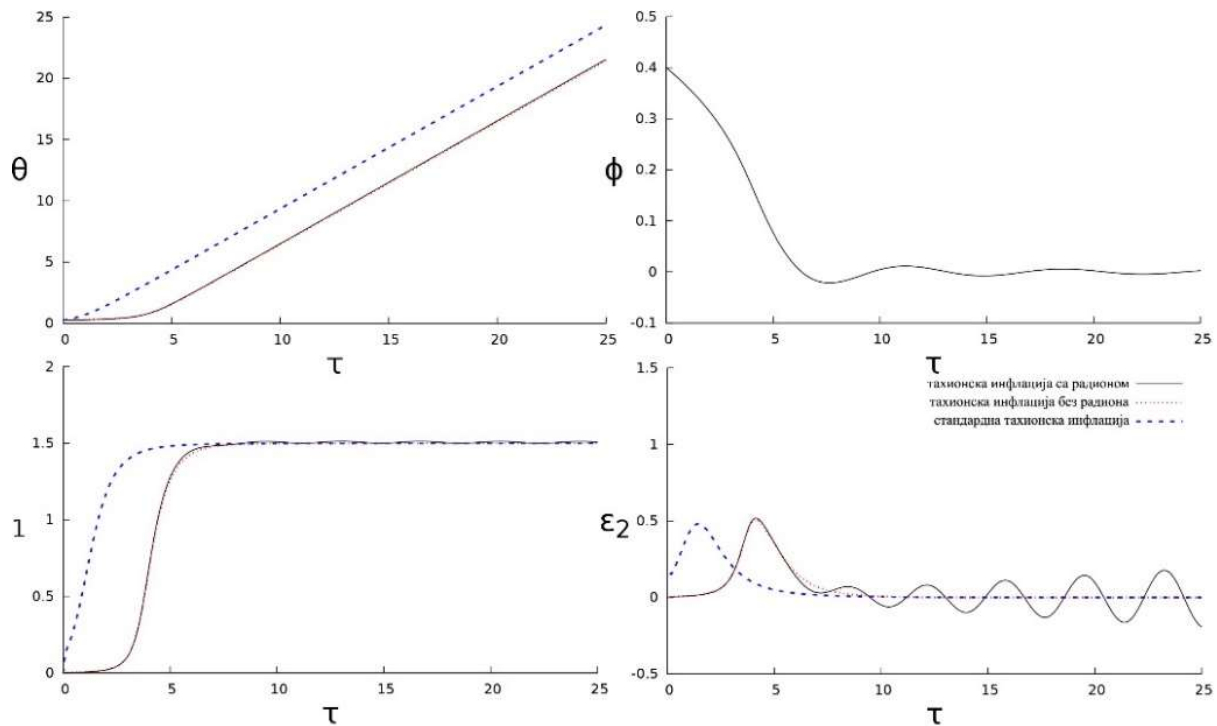 25
20
15
10
5
0
θ
0 5 10 15 20 25
τ
0.5
0.4
0.3
0.2
0.1
0
-0.1
ϕ
0 5 10 15 20 25
τ
2
1.5
1
0.5
0
1
0 5 10 15 20 25
τ
1.5
1
0.5
0
-0.5
ε2
тахионска инфлација са радионом
тахионска инфлација без радиона
стандардна тахионска инфлација
0 5 10 15 20 25
τ